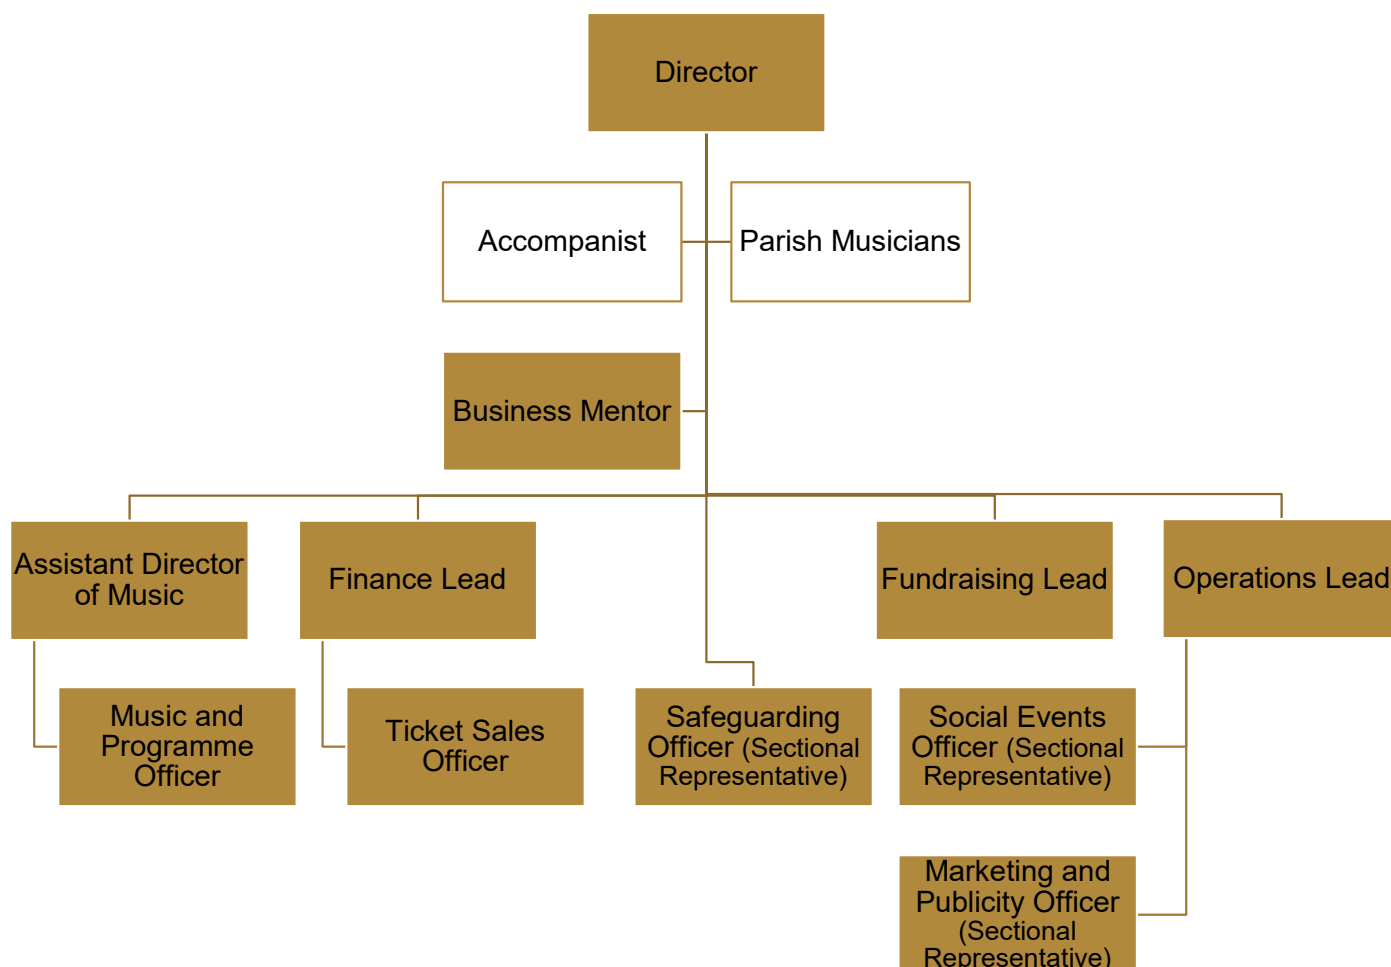 Director
Accompanist
Parish Musicians
Business Mentor
Assistant Director
of Music
Finance Lead
Fundraising Lead
Operations Lead
Music and
Programme
Officer
Ticket Sales
Officer
Safeguarding
Officer (Sectional
Representative)
Social Events
Officer (Sectional
Representative)
Marketing and
Publicity Officer
(Sectional
Representative)